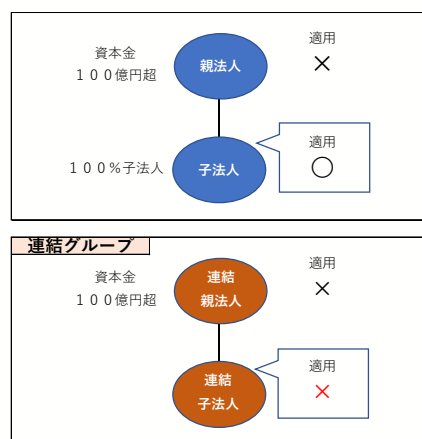 資本金
１００億円超
親法人
適用
×
１００％子法人
子法人
適用
○
連結グループ
資本金
１００億円超
連結
親法人
適用
×
連結
子法人
適用
×